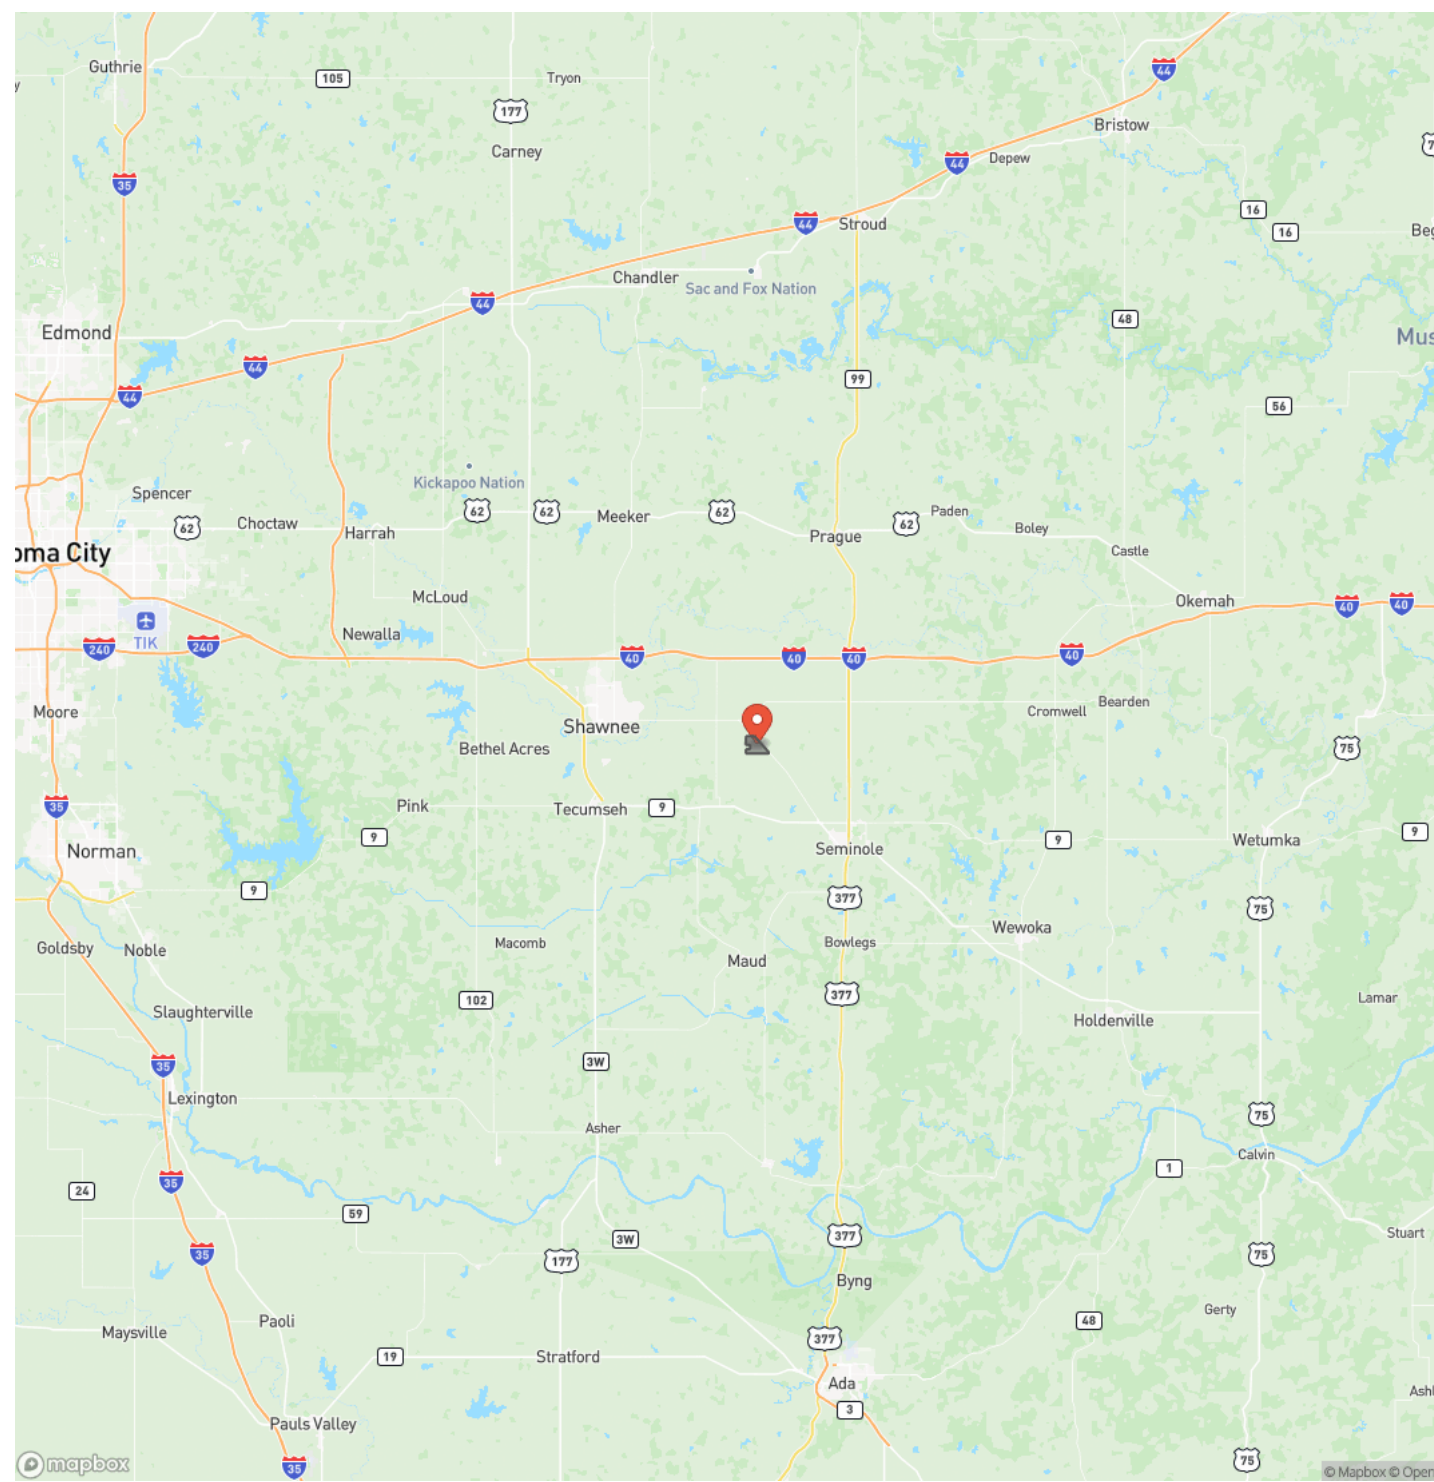 Guthrie
105
Tryon
44
177
Bristow
Carney
44
Depew
35
16
44
Stroud
16
Beg
Chandler
Sac and Fox Nation
44
48
Edmond
Mus
44
99
44
56
Kickapoo Nation
Spencer
62
62
Meeker
62
Paden
62
Choctaw
Harrah
62
Boley
Prague
oma City
Castle
McLoud
Okemah
40
40
TIK
Newalla
240
240
40
40
40
40
Moore
Shawnee
Cromwell
Bearden
Bethel Acres
75
35
Pink
Tecumseh
9
9
Norman
Seminole
9
Wetumka
9
9
377
75
Goldsby
Noble
Macomb
Maud
Bowlegs
Wewoka
377
102
Slaughterville
Lamar
Holdenville
35
3W
Lexington
75
Asher
Calvin
1
35
24
59
3W
377
Stuart
35
177
75
Byng
Paoli
Gerty
48
Maysville
377
19
Stratford
Ada
Ashl
3
Pauls Valley
75
35
mapbox
© Mapbox © Open